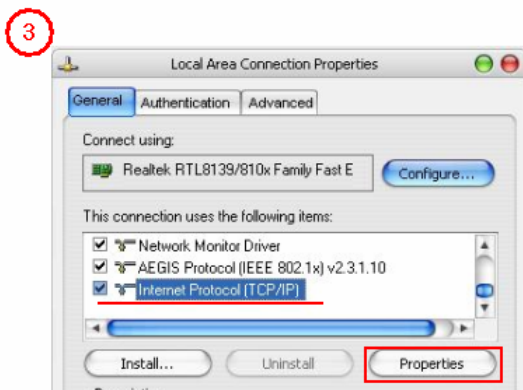 3
Local Area Connection Properties
General Authentication Advanced
Connect using:
Realtek RTL8139/810x Family Fast E Configure...
This connection uses the following items:
Network Monitor Driver
AEGIS Protocol (IEEE 802.1x) v2.3.1.10
Internet Protocol (TCP/IP)
Install... Uninstall Properties